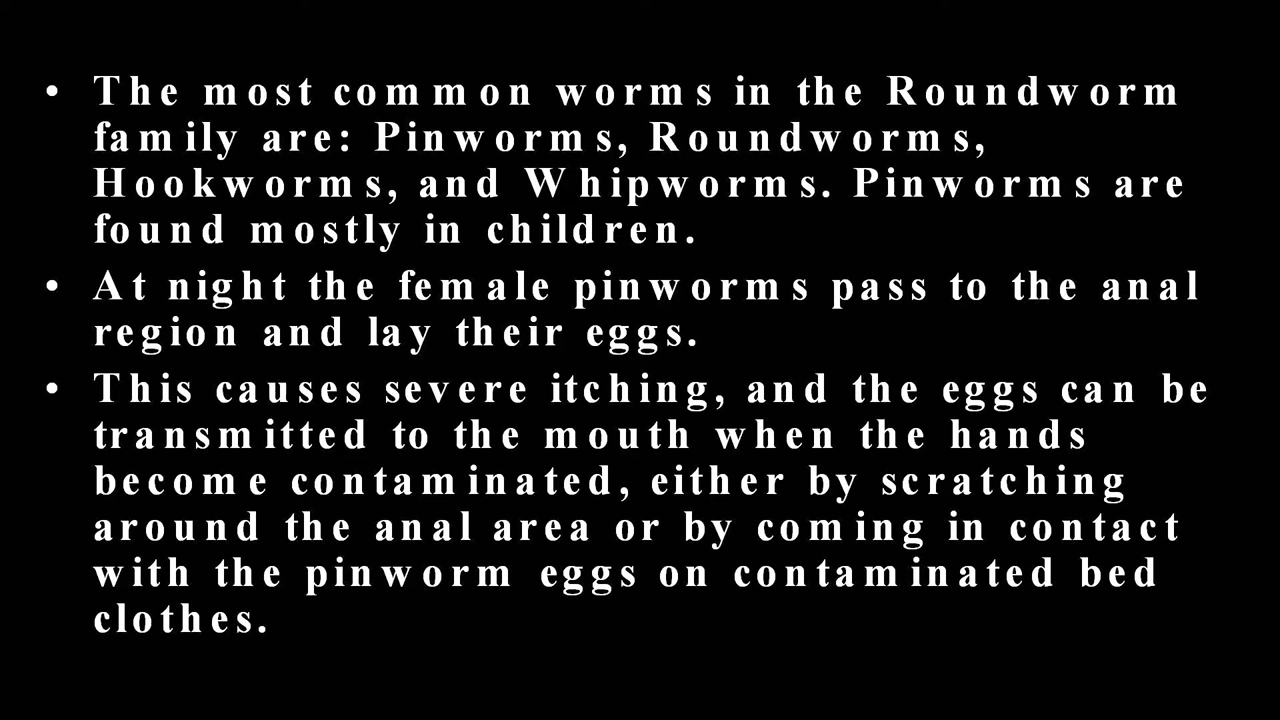 • The most common worms in the Roundworm
family are: Pinworms, Roundworms,
Hookworms, and Whipworms. Pinworms are
found mostly in children.
• At night the female pinworms pass to the anal
region and lay their eggs.
• This causes severe itching, and the eggs can be
transmitted to the mouth when the hands
become contaminated, either by scratching
around the anal area or by coming in contact
with the pinworm eggs on contaminated bed
clothes.